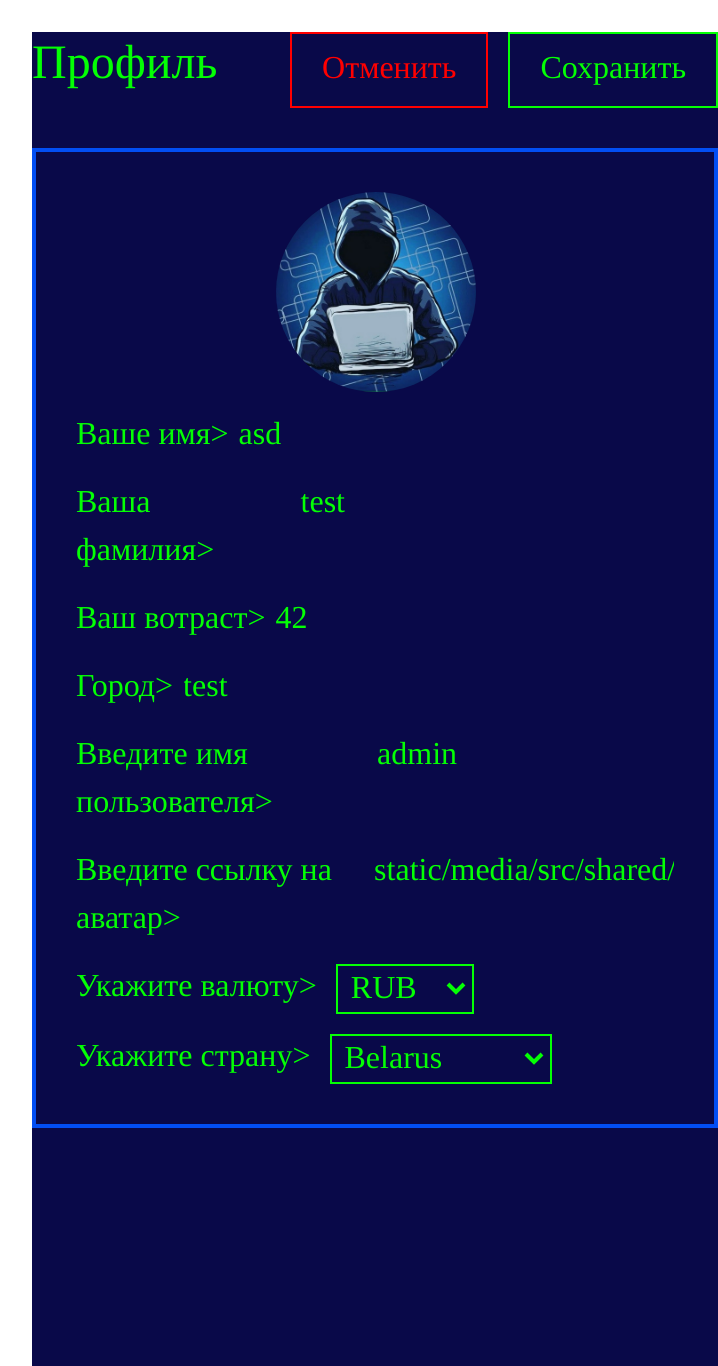 Профиль Отменить Сохранить
Ваше имя> asd
Ваша test
фамилия>
Ваш вотраст> 42
Город> test
Введите имя admin
пользователя>
Введите ссылку на static/media/src/shared/
аватар>
Укажите валюту> RUB
Укажите страну> Belarus